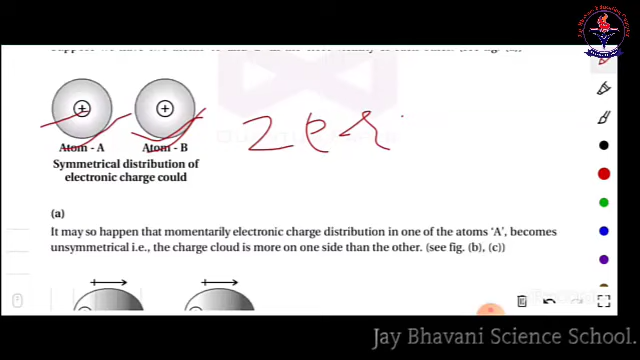 Atom - A
Atom - B
Symmetrical distribution of
electronic charge could
zer
(a)
It may so happen that momentarily electronic charge distribution in one of the atoms ‘A’, becomes
unsymmetrical i.e., the charge cloud is more on one side than the other. (see fig. (b), (c))
Jay Bhavani Science School.